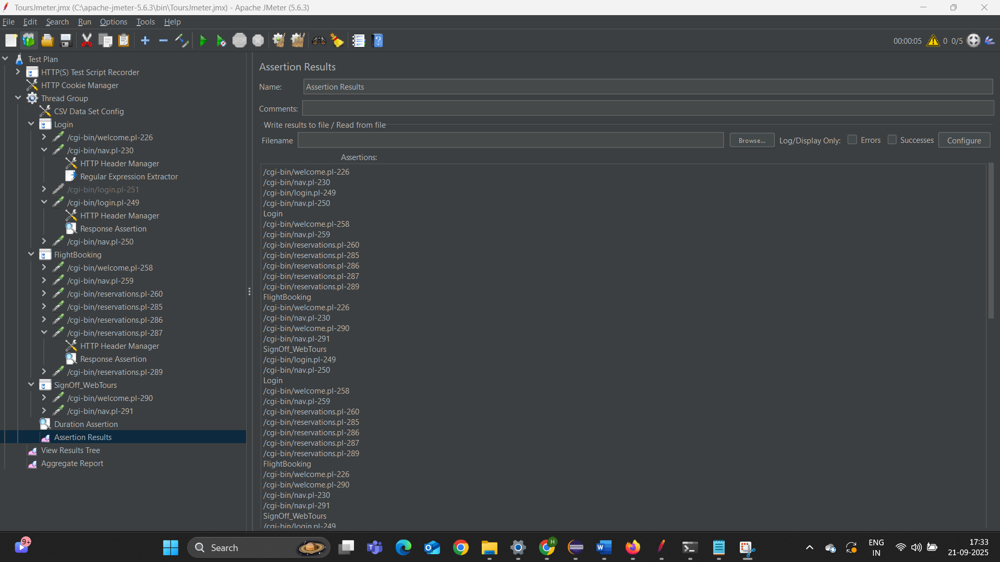 ToursJmeter.jmx (C:\apache-jmeter-5.6.3\bin\ToursJmeter.jmx) - Apache JMeter (5.6.3)
File Edit Search Run Options Tools Help
STOP
00:00:05 0 0/5
Test Plan
HTTP(S) Test Script Recorder
HTTP Cookie Manager
Thread Group
CSV Data Set Config
Login
/cgi-bin/welcome.pl-226
/cgi-bin/nav.pl-230
HTTP Header Manager
Regular Expression Extractor
/cgi-bin/login.pl-251
/cgi-bin/login.pl-249
HTTP Header Manager
Response Assertion
/cgi-bin/nav.pl-250
FlightBooking
/cgi-bin/welcome.pl-258
/cgi-bin/nav.pl-259
/cgi-bin/reservations.pl-260
/cgi-bin/reservations.pl-285
/cgi-bin/reservations.pl-286
/cgi-bin/reservations.pl-287
HTTP Header Manager
Response Assertion
/cgi-bin/reservations.pl-289
SignOff_WebTours
/cgi-bin/welcome.pl-290
/cgi-bin/nav.pl-291
Duration Assertion
Assertion Results
View Results Tree
Aggregate Report
Assertion Results
Name: Assertion Results
Comments:
Write results to file / Read from file
Filename Browse... Log/Display Only: Errors Successes Configure
Assertions:
/cgi-bin/welcome.pl-226
/cgi-bin/nav.pl-230
/cgi-bin/login.pl-249
/cgi-bin/nav.pl-250
Login
/cgi-bin/welcome.pl-258
/cgi-bin/nav.pl-259
/cgi-bin/reservations.pl-260
/cgi-bin/reservations.pl-285
/cgi-bin/reservations.pl-286
/cgi-bin/reservations.pl-287
/cgi-bin/reservations.pl-289
FlightBooking
/cgi-bin/welcome.pl-226
/cgi-bin/nav.pl-230
/cgi-bin/welcome.pl-290
/cgi-bin/nav.pl-291
SignOff_WebTours
/cgi-bin/login.pl-249
/cgi-bin/nav.pl-250
Login
/cgi-bin/welcome.pl-258
/cgi-bin/nav.pl-259
/cgi-bin/reservations.pl-260
/cgi-bin/reservations.pl-285
/cgi-bin/reservations.pl-286
/cgi-bin/reservations.pl-287
/cgi-bin/reservations.pl-289
FlightBooking
/cgi-bin/welcome.pl-226
/cgi-bin/welcome.pl-290
/cgi-bin/nav.pl-230
/cgi-bin/nav.pl-291
SignOff_WebTours
/cgi-bin/login.pl-249
9+
Search
H
ENG
IN
17:33
21-09-2025